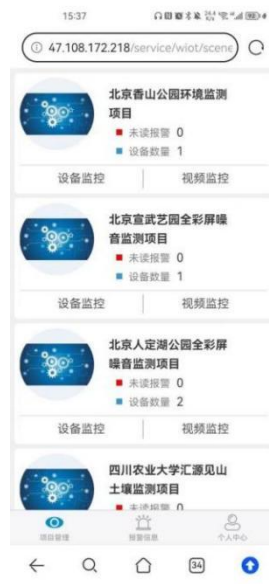 15:37
47.108.172.218/service/wiot/scene
北京香山公园环境监测
项目
未读报警 0
设备数量 1
设备监控 视频监控
北京宣武艺园全彩屏噪
音监测项目
未读报警 0
设备数量 1
设备监控 视频监控
北京人定湖公园全彩屏
噪音监测项目
未读报警 0
设备数量 2
设备监控 视频监控
四川农业大学汇源见山
土壤监测项目
未读报警 0
项目管理 报警信息 个人中心
34